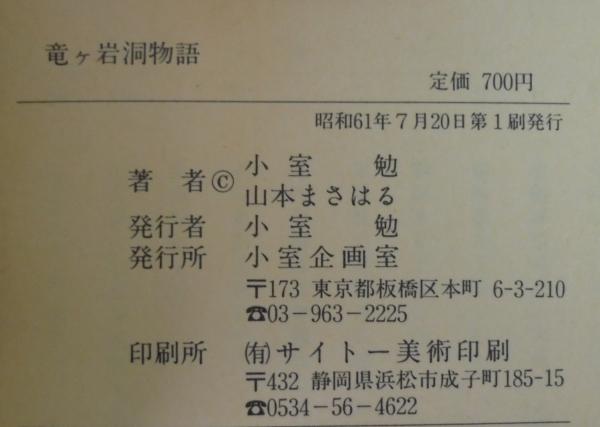 竜ヶ岩洞物語
定価 700円
昭和61年7月20日第1刷発行
著者© 小室 勉
山本まさはる
発行者 小室 勉
発行所 小室企画室
〒173 東京都板橋区本町 6-3-210
☎03-963-2225
印刷所 ㈲サイトー美術印刷
〒432 静岡県浜松市成子町185-15
☎0534-56-4622